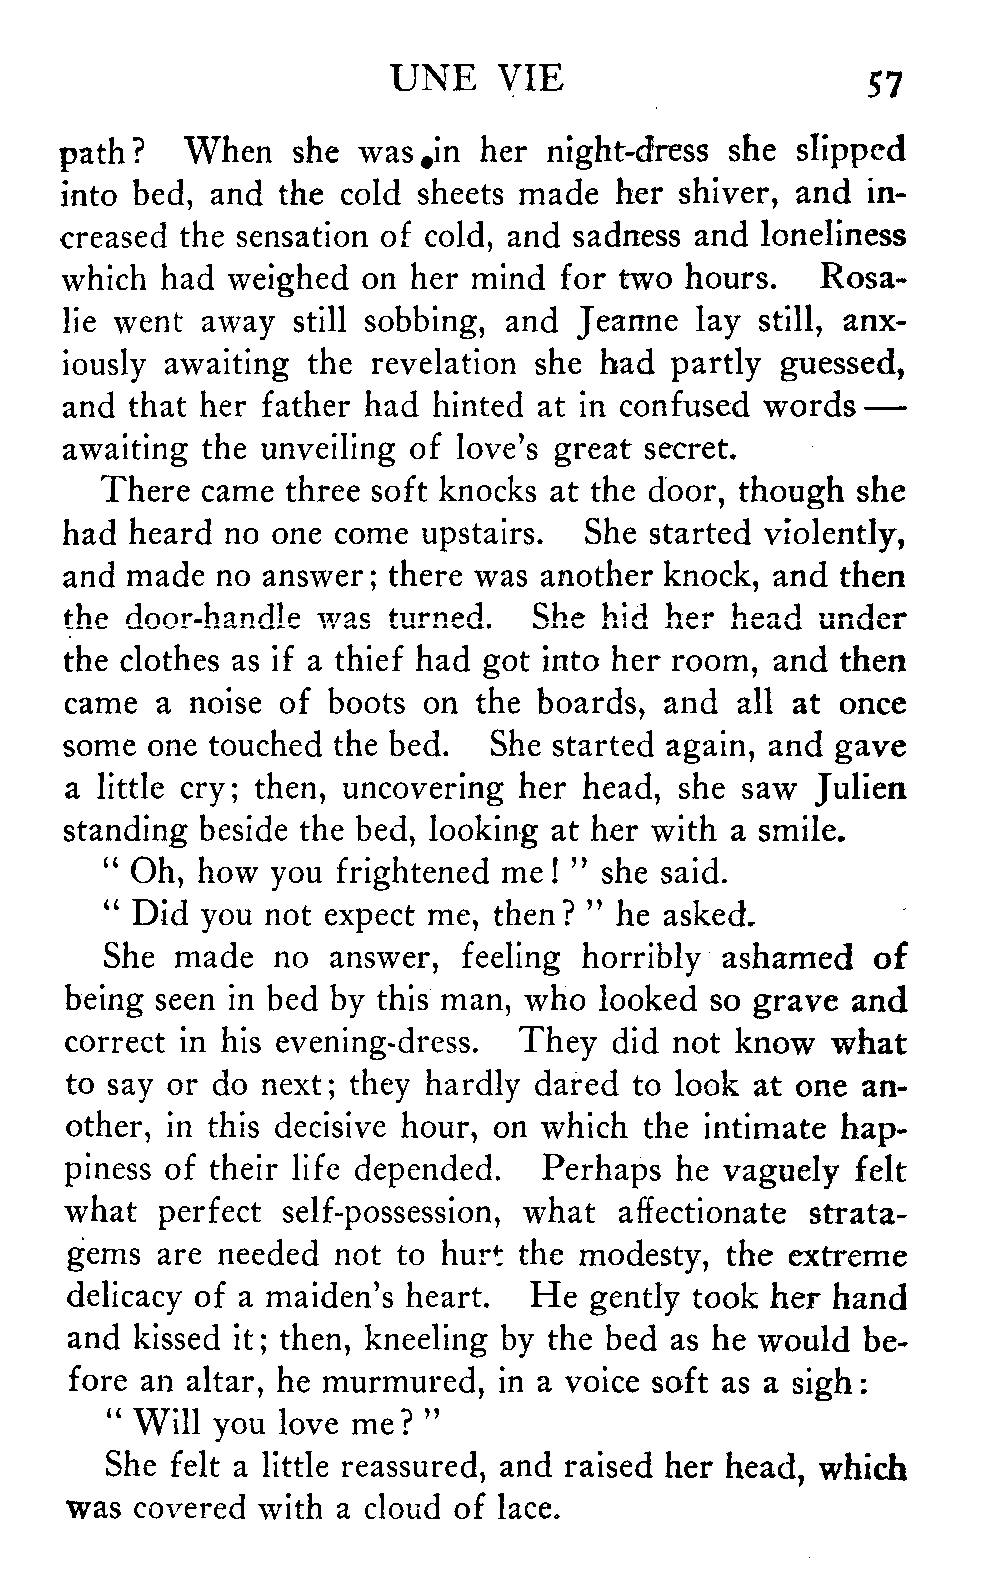 UNE VIE 57
path? When she was in her night-dress she slipped
into bed, and the cold sheets made her shiver, and in-
creased the sensation of cold, and sadness and loneliness
which had weighed on her mind for two hours. Rosa-
lie went away still sobbing, and Jeanne lay still, anx-
iously awaiting the revelation she had partly guessed,
and that her father had hinted at in confused words —
awaiting the unveiling of love's great secret.
There came three soft knocks at the door, though she
had heard no one come upstairs. She started violently,
and made no answer; there was another knock, and then
the door-handle was turned. She hid her head under
the clothes as if a thief had got into her room, and then
came a noise of boots on the boards, and all at once
some one touched the bed. She started again, and gave
a little cry; then, uncovering her head, she saw Julien
standing beside the bed, looking at her with a smile.
" Oh, how you frightened me! " she said.
" Did you not expect me, then? " he asked.
She made no answer, feeling horribly ashamed of
being seen in bed by this man, who looked so grave and
correct in his evening-dress. They did not know what
to say or do next; they hardly dared to look at one an-
other, in this decisive hour, on which the intimate hap-
piness of their life depended. Perhaps he vaguely felt
what perfect self-possession, what affectionate strata-
gems are needed not to hurt the modesty, the extreme
delicacy of a maiden's heart. He gently took her hand
and kissed it; then, kneeling by the bed as he would be-
fore an altar, he murmured, in a voice soft as a sigh:
" Will you love me? "
She felt a little reassured, and raised her head, which
was covered with a cloud of lace.